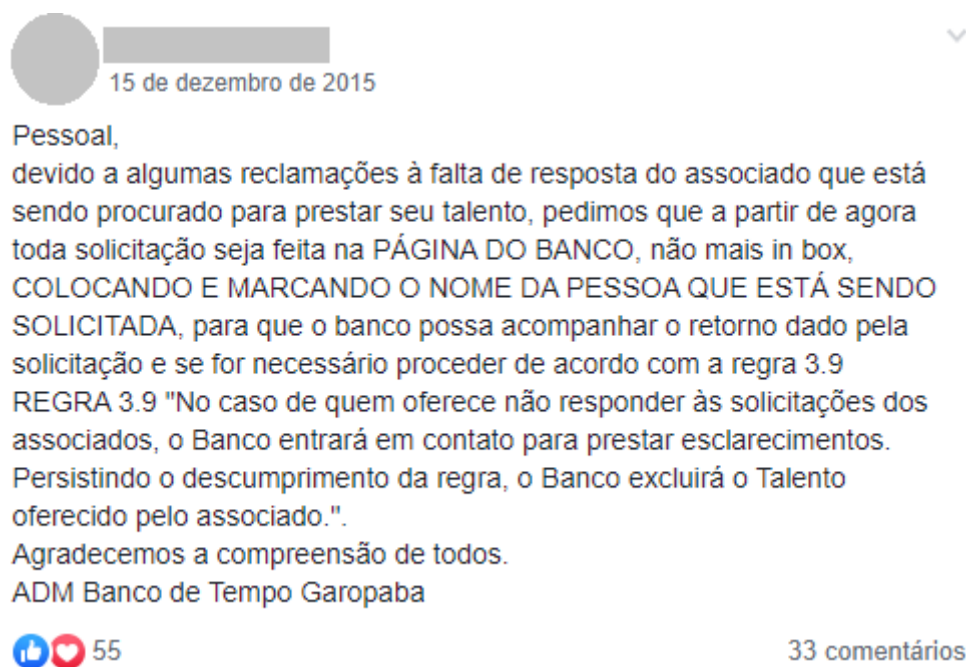 15 de dezembro de 2015
Pessoal,
devido a algumas reclamações à falta de resposta do associado que está
sendo procurado para prestar seu talento, pedimos que a partir de agora
toda solicitação seja feita na PÁGINA DO BANCO, não mais in box,
COLOCANDO E MARCANDO O NOME DA PESSOA QUE ESTÁ SENDO
SOLICITADA, para que o banco possa acompanhar o retorno dado pela
solicitação e se for necessário proceder de acordo com a regra 3.9
REGRA 3.9 "No caso de quem oferece não responder às solicitações dos
associados, o Banco entrará em contato para prestar esclarecimentos.
Persistindo o descumprimento da regra, o Banco excluirá o Talento
oferecido pelo associado.".
Agradecemos a compreensão de todos.
ADM Banco de Tempo Garopaba
55 33 comentários